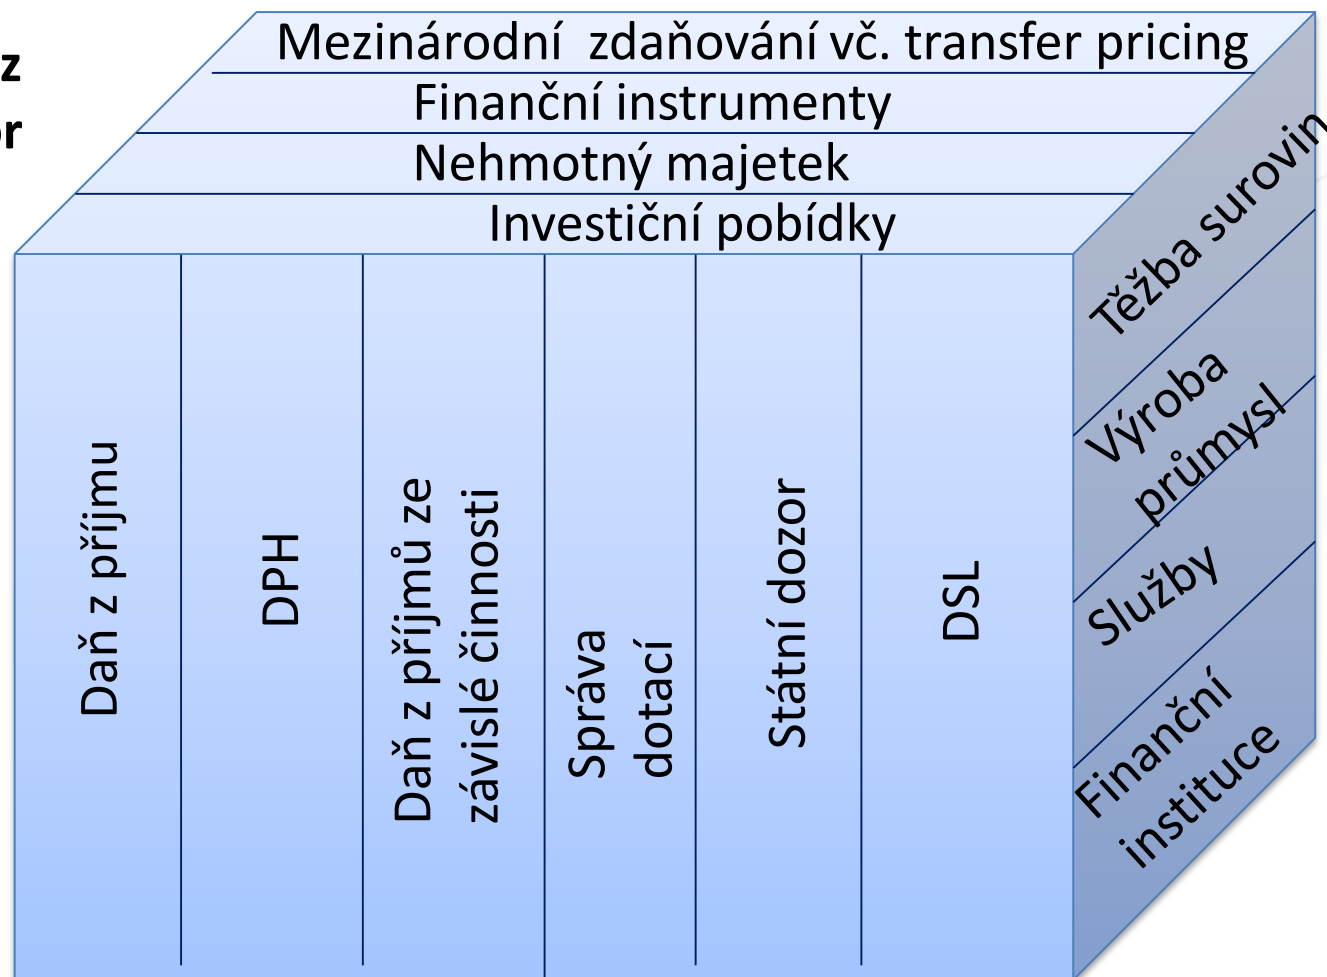 z
or
Mezinárodní zdaňování vč. transfer pricing
Finanční instrumenty
Nehmotný majetek
Investiční pobídky
Daň z příjmu
DPH
Daň z příjmů ze
závislé činnosti
Správa
dotací
Státní dozor
DSL
Těžba surovin
Výroba
průmysl
Služby
Finanční
instituce